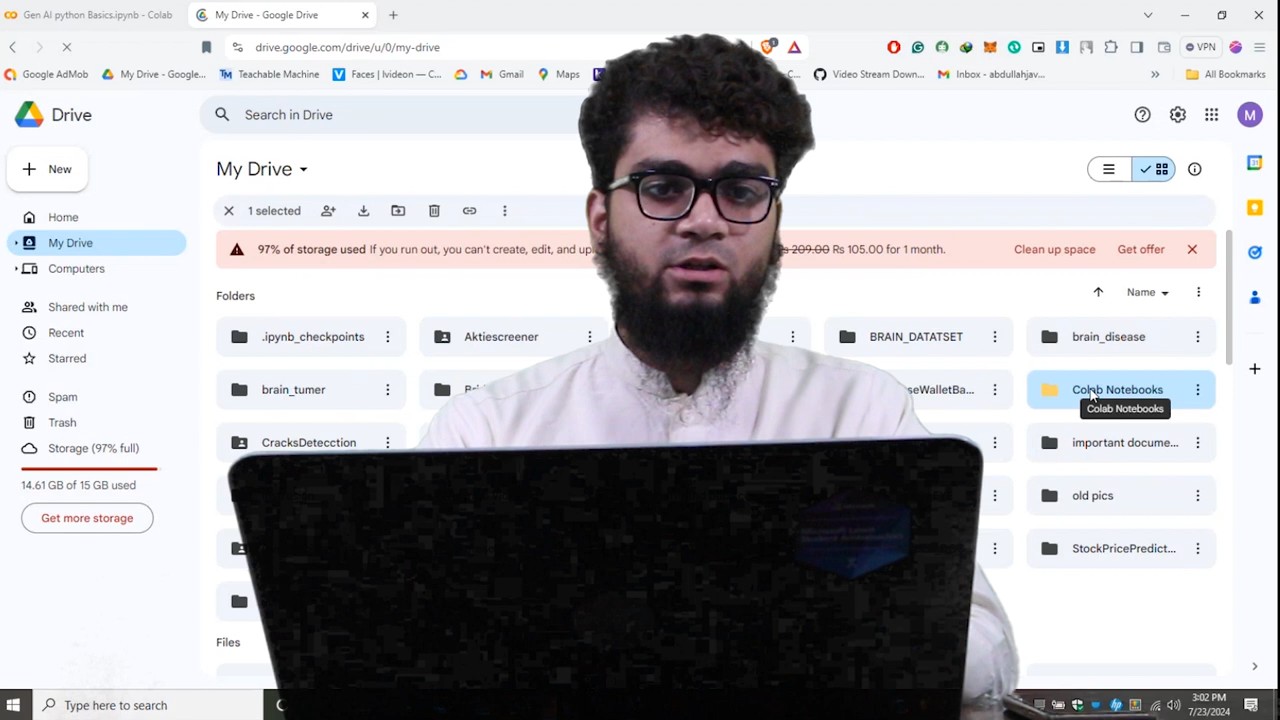 Gen AI python Basics.ipynb - Colab
My Drive - Google Drive
drive.google.com/drive/u/0/my-drive
1
VPN
Google AdMob
My Drive - Google...
Teachable Machine
Faces | Ivideon — C...
Gmail
Maps
C...
Video Stream Down...
Inbox - abdullahjav...
All Bookmarks
Drive
Search in Drive
M
New
My Drive
1 selected
Home
My Drive
Computers
Shared with me
Recent
Starred
Spam
Trash
Storage (97% full)
14.61 GB of 15 GB used
Get more storage
97% of storage used If you run out, you can't create, edit, and up
209.00 Rs 105.00 for 1 month.
Clean up space
Get offer
Folders
Name
.ipynb_checkpoints
Aktiescreener
BRAIN_DATATSET
brain_disease
brain_tumer
seWalletBa...
Colab Notebooks
Colab Notebooks
CracksDetecction
important docume...
old pics
StockPricePredict...
Files
Type here to search
3:02 PM
7/23/2024